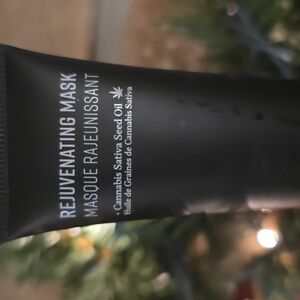 REJUVENATING MASK
MASQUE RAJEUNISSANT
• Cannabis Sativa Seed Oil
Huile de Graines de Cannabis Sativa